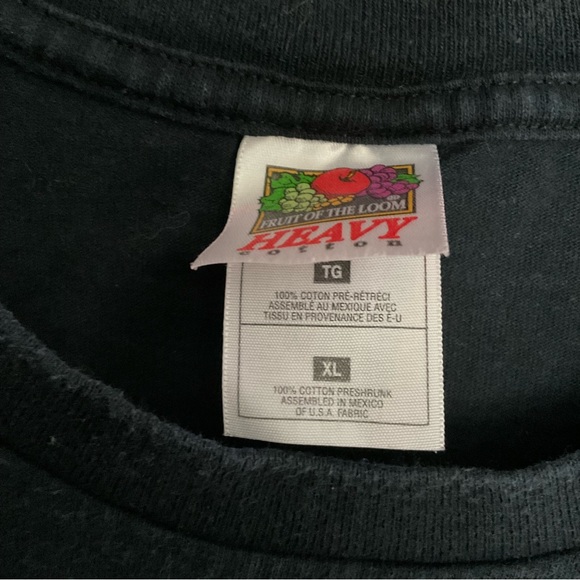 FRUIT OF THE LOOM
HEAVY
cotton
TG
100% COTON PRÉ-RÉTRÉCI
ASSEMBLÉ AU MEXIQUE AVEC
TISSU EN PROVENANCE DES É-U
XL
100% COTTON PRESHRUNK
ASSEMBLED IN MEXICO
OF U.S.A. FABRIC